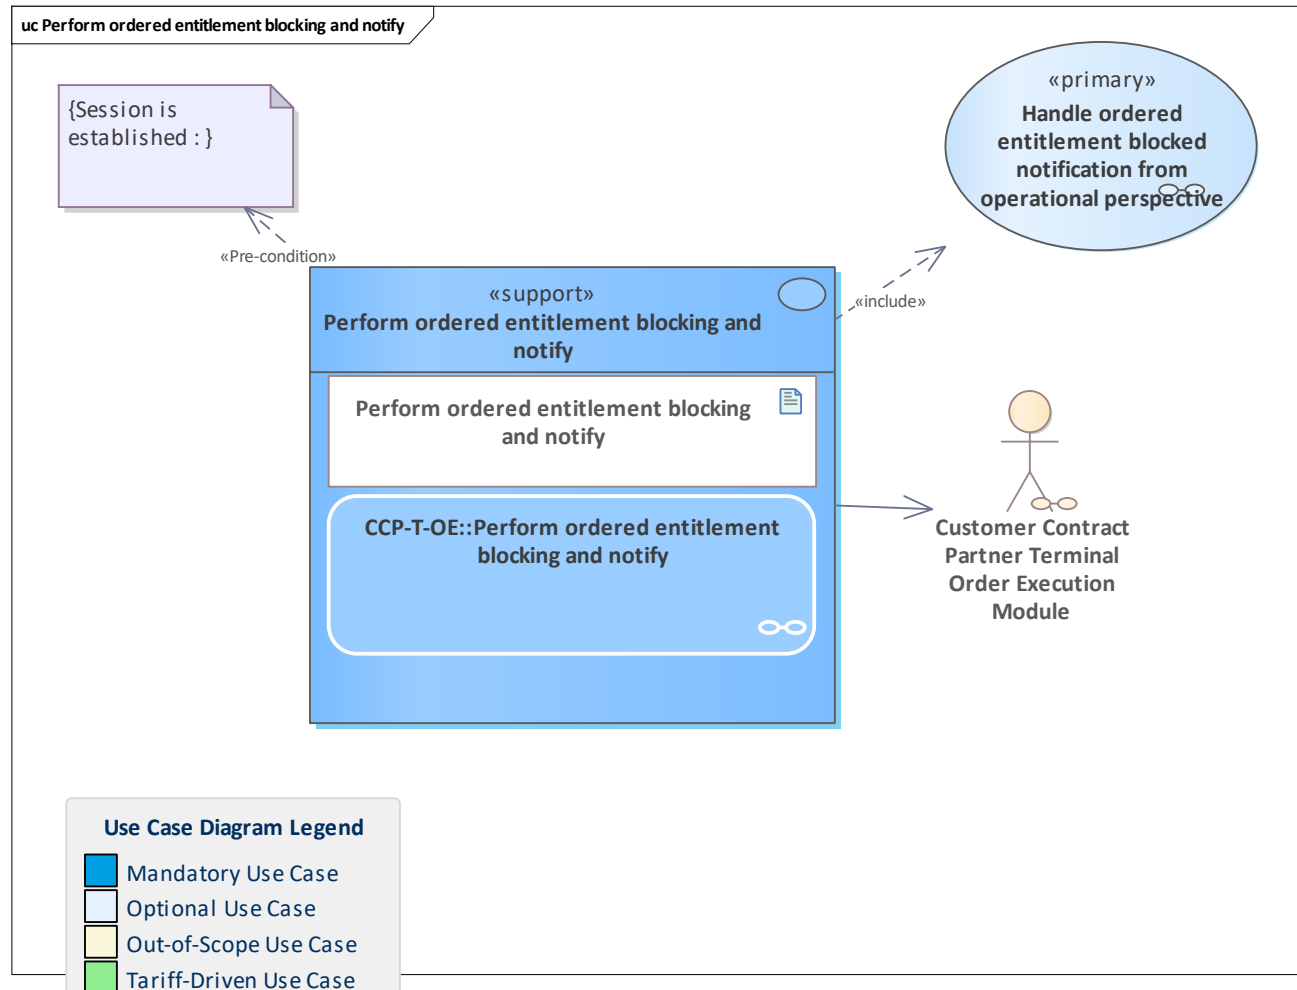 uc Perform ordered entitlement blocking and notify
{Session is
established : }
«Pre-condition»
«primary»
Handle ordered
entitlement blocked
notification from
operational perspective
«include»
«support»
Perform ordered entitlement blocking and
notify
Perform ordered entitlement blocking
and notify
CCP-T-OE::Perform ordered entitlement
blocking and notify
Customer Contract
Partner Terminal
Order Execution
Module
Use Case Diagram Legend
Mandatory Use Case
Optional Use Case
Out-of-Scope Use Case
Tariff-Driven Use Case